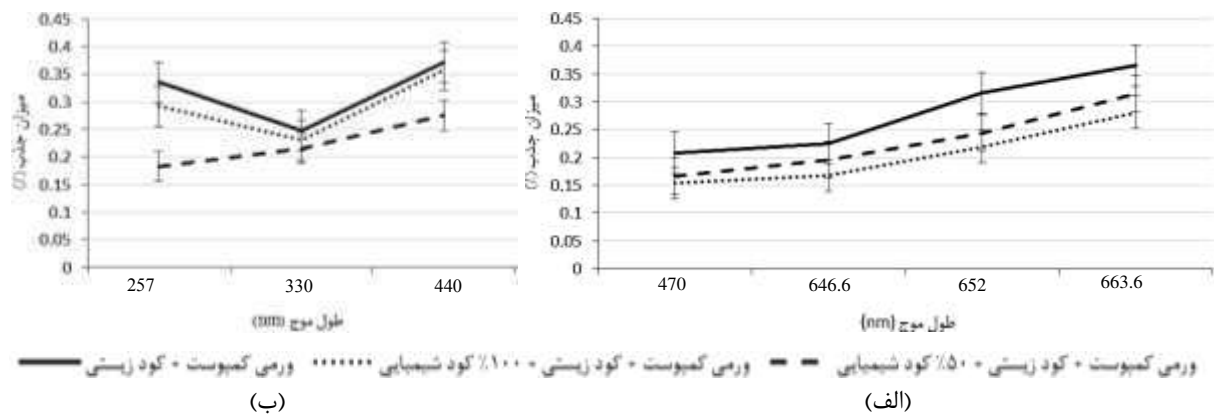 میزان جذب (٪)
0.45
0.4
0.35
0.3
0.25
0.2
0.15
0.1
0.05
0
470 646.6 652 663.6
طول موج (nm)
میزان جذب (٪)
0.45
0.4
0.35
0.3
0.25
0.2
0.15
0.1
0.05
0
257 330 440
طول موج (nm)
ورمی کمپوست + کود زیستی + ۵۰٪ کود شیمیایی
ورمی کمپوست + کود زیستی + ۱۰۰٪ کود شیمیایی
ورمی کمپوست + کود زیستی
(الف)
(ب)